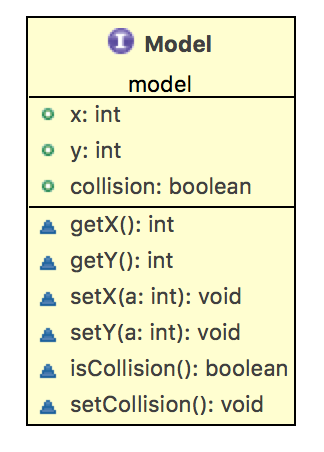 I Model
model
x: int
y: int
collision: boolean
getX(): int
getY(): int
setX(a: int): void
setY(a: int): void
isCollision(): boolean
setCollision(): void